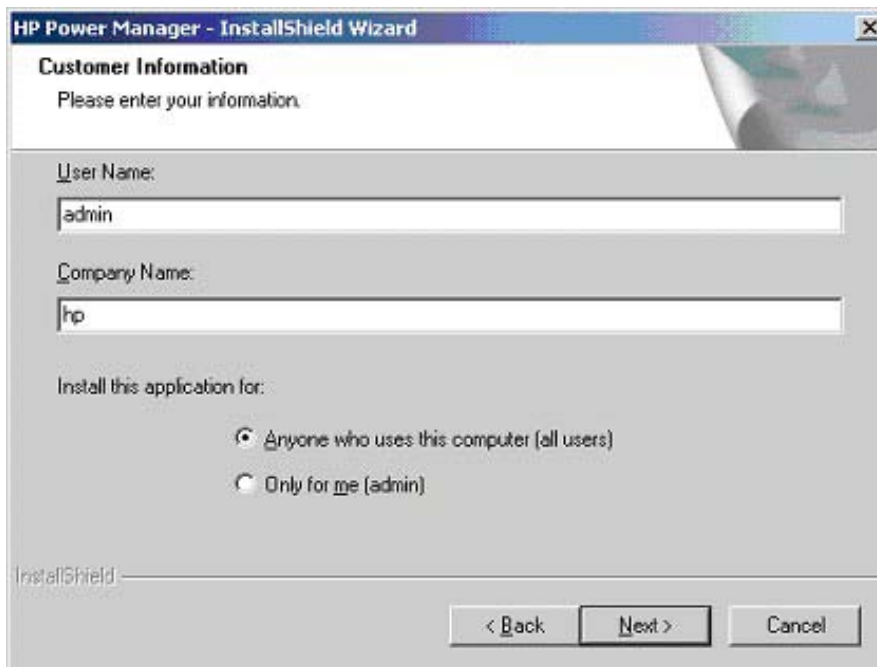 HP Power Manager - InstallShield Wizard
Customer Information
Please enter your information.
User Name:
admin
Company Name:
hp
Install this application for:
Anyone who uses this computer (all users)
Only for me (admin)
InstallShield
< Back
Next >
Cancel